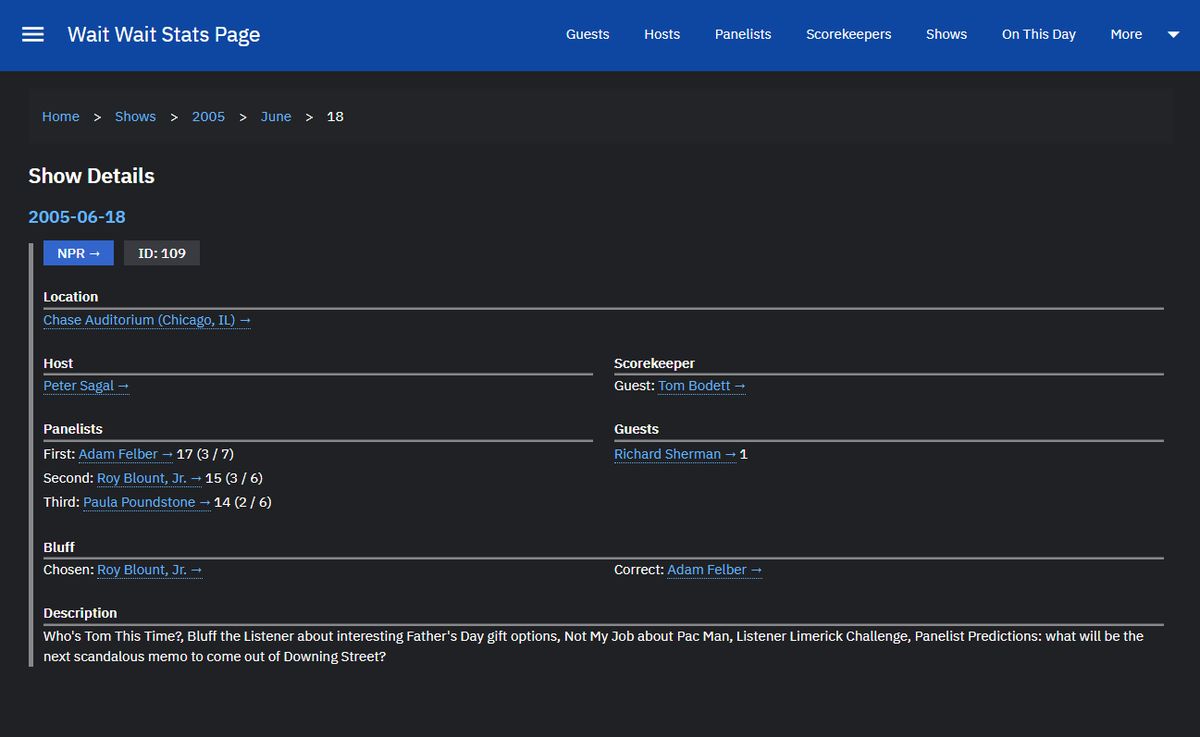 Wait Wait Stats Page
Guests Hosts Panelists Scorekeepers Shows On This Day More
Home > Shows > 2005 > June > 18
Show Details
2005-06-18
NPR → ID: 109
Location
Chase Auditorium (Chicago, IL) →
Host
Peter Sagal →
Scorekeeper
Guest: Tom Bodett →
Panelists
First: Adam Felber → 17 (3 / 7)
Second: Roy Blount, Jr. → 15 (3 / 6)
Third: Paula Poundstone → 14 (2 / 6)
Guests
Richard Sherman → 1
Bluff
Chosen: Roy Blount, Jr. →
Correct: Adam Felber →
Description
Who's Tom This Time?, Bluff the Listener about interesting Father's Day gift options, Not My Job about Pac Man, Listener Limerick Challenge, Panelist Predictions: what will be the
next scandalous memo to come out of Downing Street?